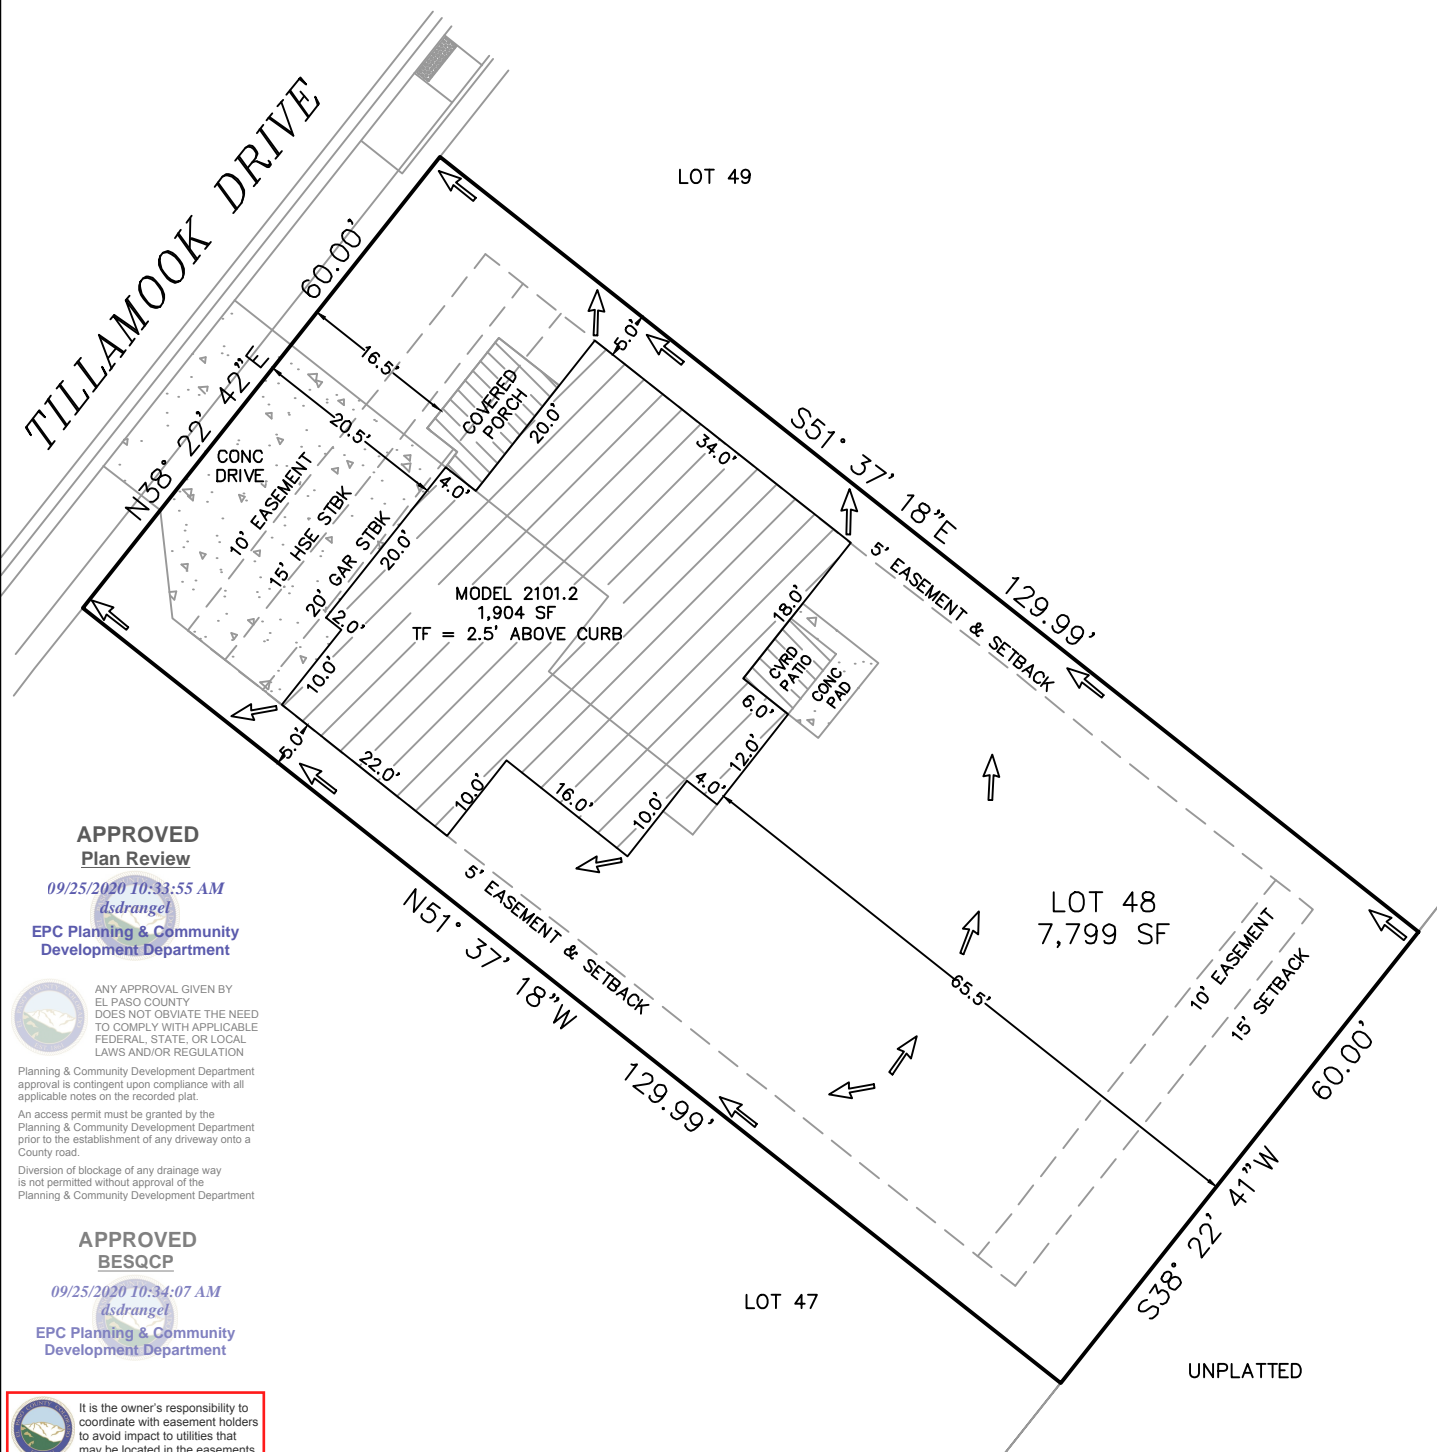 TILLAMOOK DRIVE
LOT 49
60.00'
N38° 22' 42"E
16.5'
20.5'
COVERED
PORCH
20.0'
5.0'
34.0'
S51° 37' 18"E
129.99'
CONC
DRIVE
10' EASEMENT
15' HSE STBK
20' GAR STBK
4.0'
20.0'
2.0'
10.0'
MODEL 2101.2
1,904 SF
TF = 2.5' ABOVE CURB
18.0'
CVRD
PATIO
CONC
PAD
6.0'
12.0'
4.0'
5' EASEMENT & SETBACK
5.0'
22.0'
10.0'
16.0'
10.0'
5' EASEMENT & SETBACK
N51° 37' 18"W
129.99'
65.5'
LOT 48
7,799 SF
10' EASEMENT
15' SETBACK
60.00'
S38° 22' 41"W
LOT 47
UNPLATTED
APPROVED
Plan Review
09/25/2020 10:33:55 AM
dsdrangel
EPC Planning & Community
Development Department
ANY APPROVAL GIVEN BY
EL PASO COUNTY
DOES NOT OBVIATE THE NEED
TO COMPLY WITH APPLICABLE
FEDERAL, STATE, OR LOCAL
LAWS AND/OR REGULATION
Planning & Community Development Department
approval is contingent upon compliance with all
applicable notes on the recorded plat.
An access permit must be granted by the
Planning & Community Development Department
prior to the establishment of any driveway onto a
County road.
Diversion of blockage of any drainage way
is not permitted without approval of the
Planning & Community Development Department
APPROVED
BESQCP
09/25/2020 10:34:07 AM
dsdrangel
EPC Planning & Community
Development Department
It is the owner's responsibility to
coordinate with easement holders
to avoid impact to utilities that
may be located in the easements